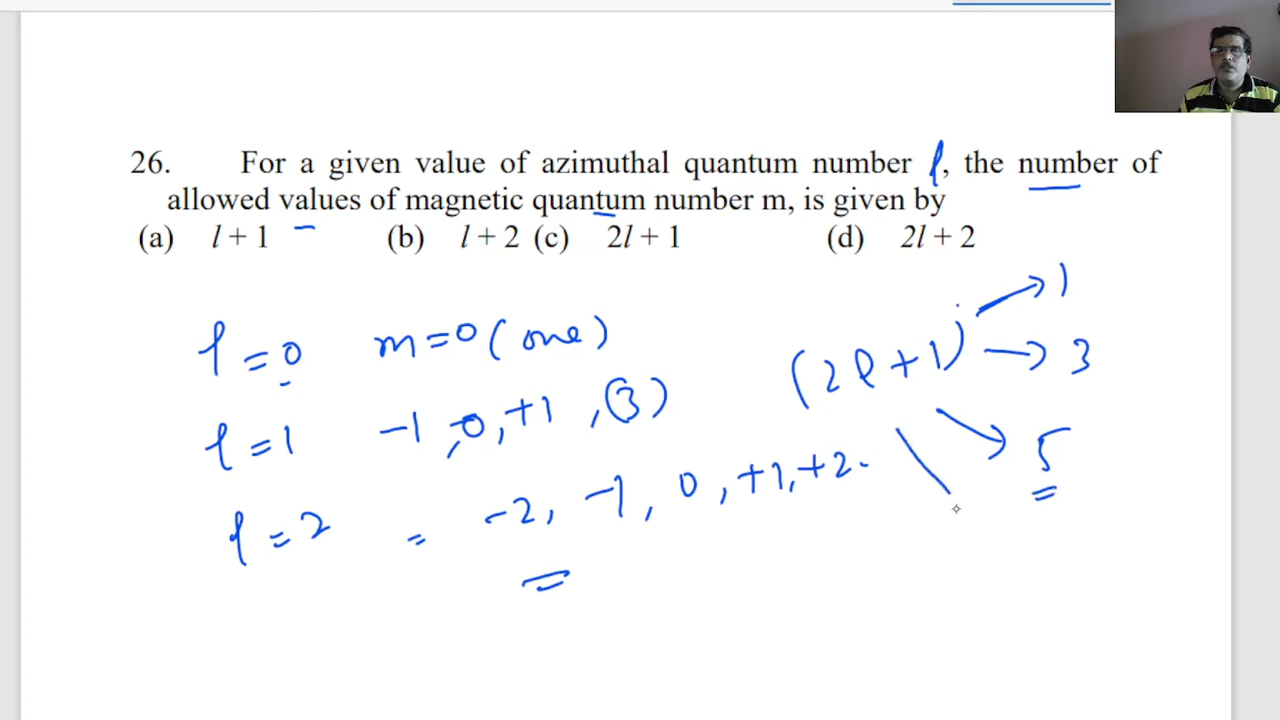 26. For a given value of azimuthal quantum number l, the number of
allowed values of magnetic quantum number m, is given by
(a) l + 1 (b) l + 2 (c) 2l + 1 (d) 2l + 2
l = 0 m = 0 (one)
l = 1 -1, 0, +1, (3)
l = 2 = -2, -1, 0, +1, +2.
(2l + 1) → 1
→ 3
→ 5